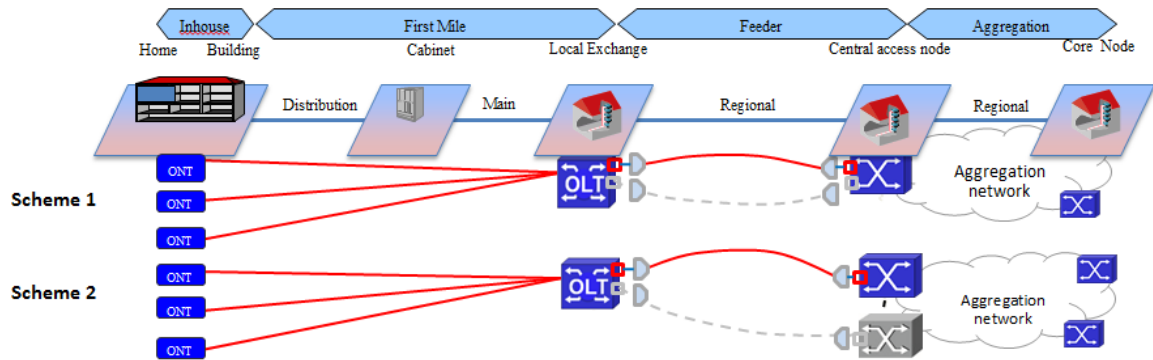 Inhouse
First Mile
Feeder
Aggregation
Home
Building
Cabinet
Local Exchange
Central access node
Core Node
Distribution
Main
Regional
Regional
Scheme 1
ONT
ONT
ONT
OLT
Aggregation
network
Scheme 2
ONT
ONT
ONT
OLT
Aggregation
network